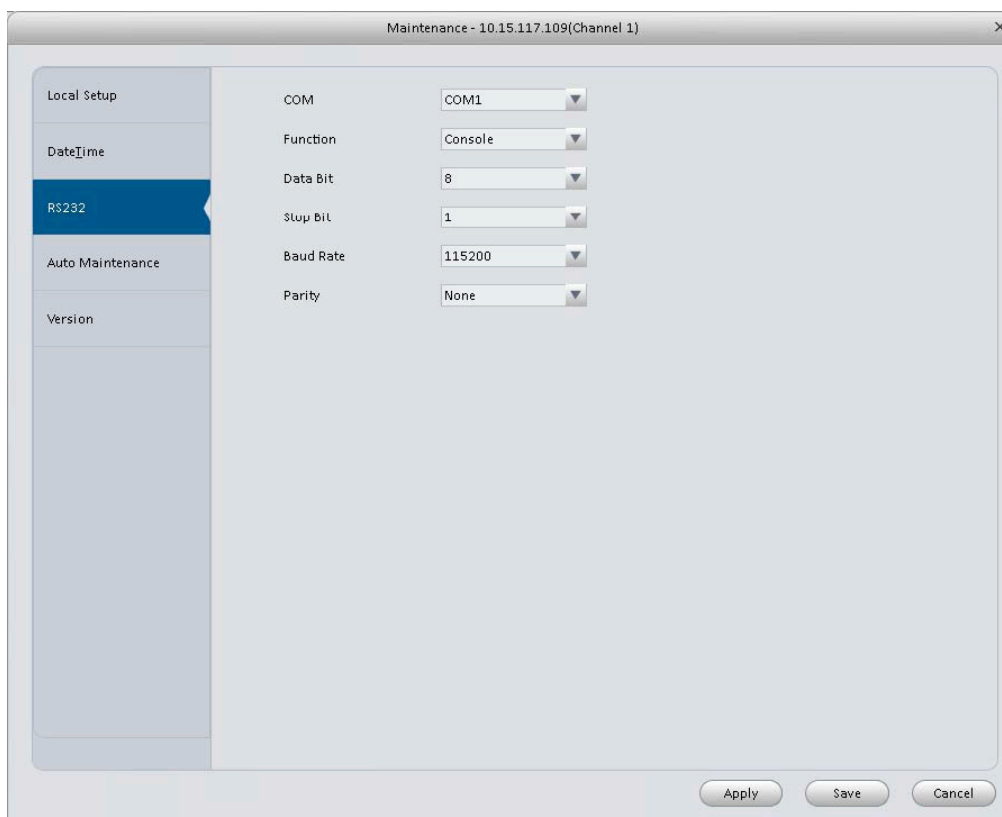 Maintenance - 10.15.117.109(Channel 1)
Local Setup
DateTime
RS232
Auto Maintenance
Version
COM COM1
Function Console
Data Bit 8
Stop Bit 1
Baud Rate 115200
Parity None
Apply Save Cancel